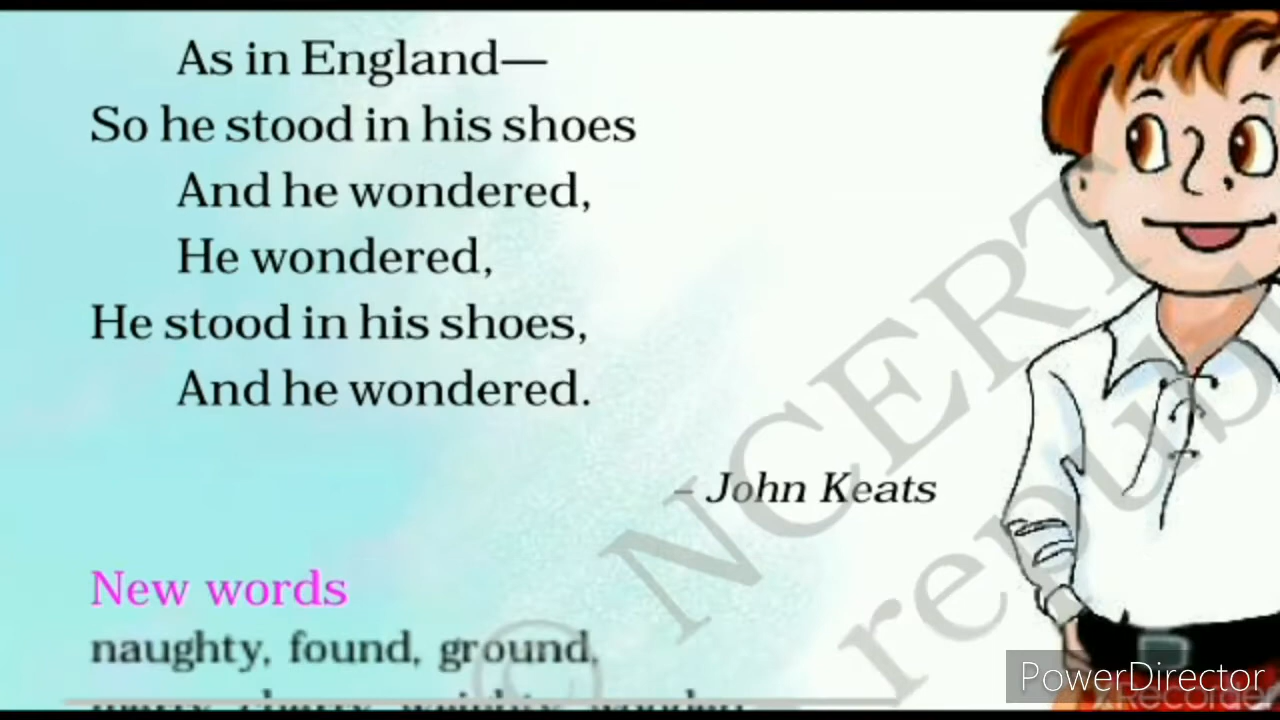 As in England—
So he stood in his shoes
And he wondered,
He wondered,
He stood in his shoes,
And he wondered.
– John Keats
New words
naughty, found, ground,
© NCERT
republ
PowerDirector